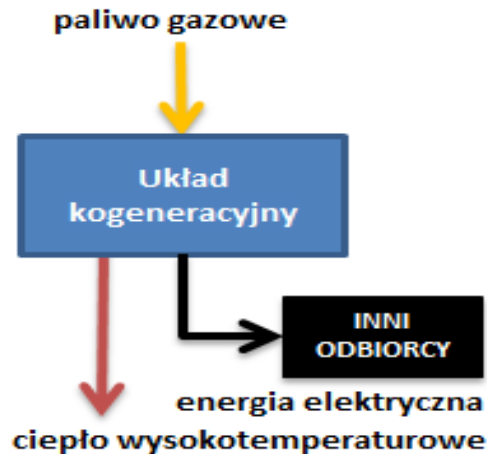 paliwo gazowe
Układ
kogeneracyjny
INNI
ODBIORCY
energia elektryczna
ciepło wysokotemperaturowe